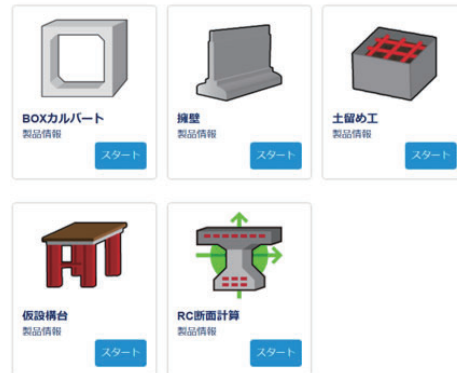 BOXカルバート
製品情報
スタート
擁壁
製品情報
スタート
土留め工
製品情報
スタート
仮設構台
製品情報
スタート
RC断面計算
製品情報
スタート